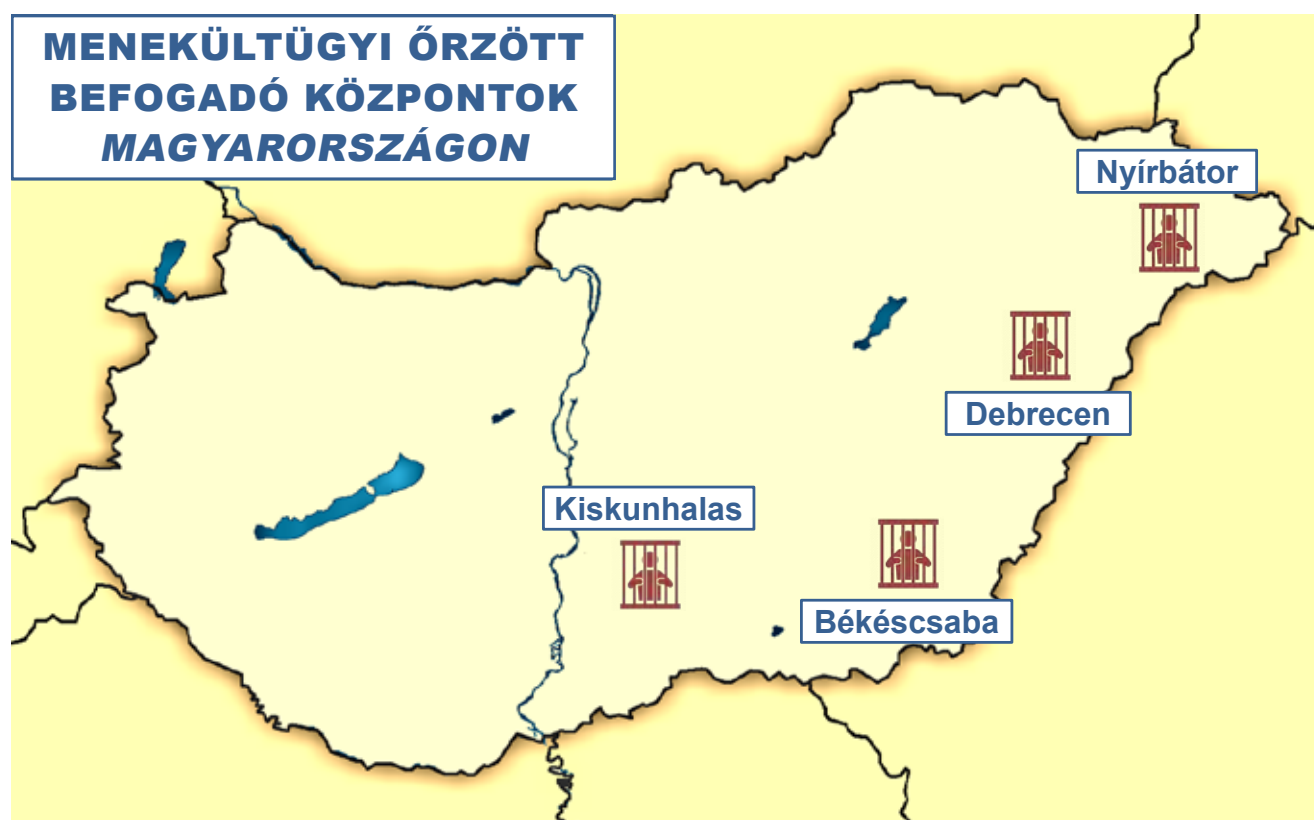 MENEKÜLTÜGYI ŐRZÖTT
BEFOGADÓ KÖZPONTOK
MAGYARORSZÁGON
Nyírbátor
Debrecen
Kiskunhalas
Békéscsaba